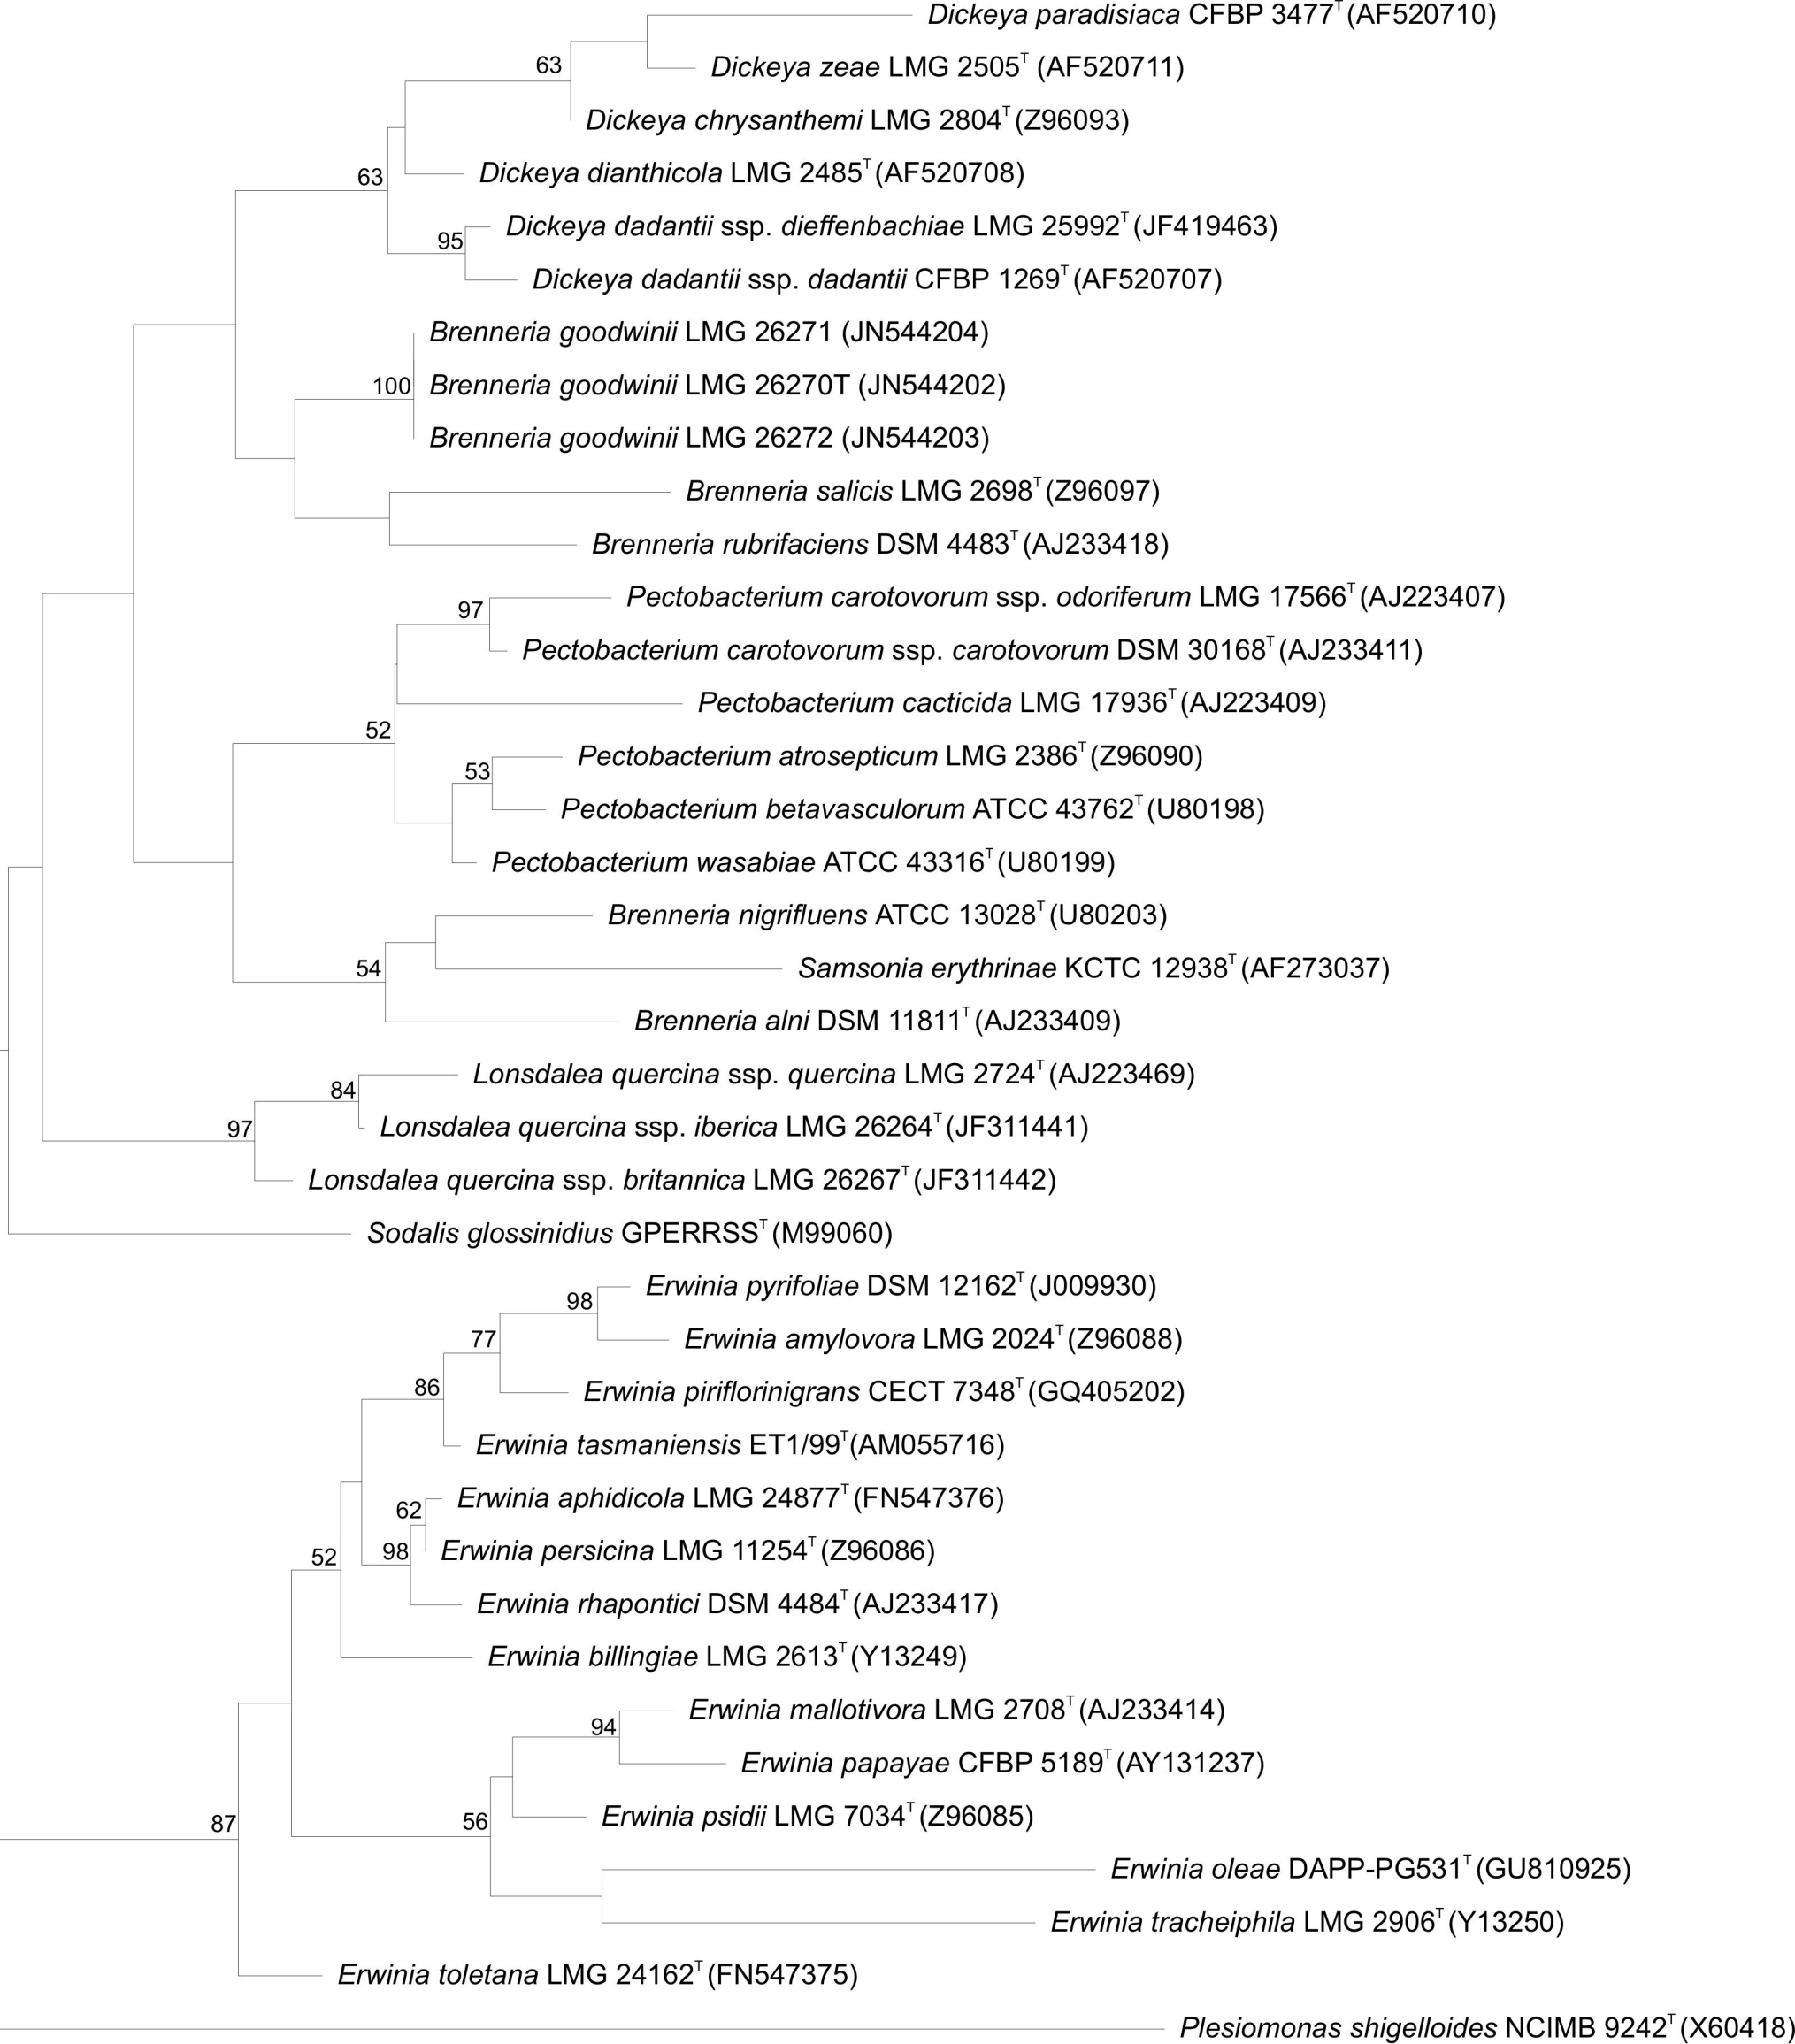 Dickeya paradisiaca CFBP 3477T (AF520710)
63
Dickeya zeae LMG 2505T (AF520711)
Dickeya chrysanthemi LMG 2804T (Z96093)
63
Dickeya dianthicola LMG 2485T (AF520708)
Dickeya dadantii ssp. dieffenbachiae LMG 25992T (JF419463)
95
Dickeya dadantii ssp. dadantii CFBP 1269T (AF520707)
Brenneria goodwinii LMG 26271 (JN544204)
100
Brenneria goodwinii LMG 26270T (JN544202)
Brenneria goodwinii LMG 26272 (JN544203)
Brenneria salicis LMG 2698T (Z96097)
Brenneria rubrifaciens DSM 4483T (AJ233418)
Pectobacterium carotovorum ssp. odoriferum LMG 17566T (AJ223407)
97
Pectobacterium carotovorum ssp. carotovorum DSM 30168T (AJ233411)
Pectobacterium cacticida LMG 17936T (AJ223409)
52
Pectobacterium atrosepticum LMG 2386T (Z96090)
53
Pectobacterium betavasculorum ATCC 43762T (U80198)
Pectobacterium wasabiae ATCC 43316T (U80199)
Brenneria nigrifluens ATCC 13028T (U80203)
54
Samsonia erythrinae KCTC 12938T (AF273037)
Brenneria alni DSM 11811T (AJ233409)
Lonsdalea quercina ssp. quercina LMG 2724T (AJ223469)
84
Lonsdalea quercina ssp. iberica LMG 26264T (JF311441)
97
Lonsdalea quercina ssp. britannica LMG 26267T (JF311442)
Sodalis glossinidius GPERRSST (M99060)
Erwinia pyrifoliae DSM 12162T (J009930)
98
Erwinia amylovora LMG 2024T (Z96088)
77
Erwinia piriflorinigrans CECT 7348T (GQ405202)
86
Erwinia tasmaniensis ET1/99T (AM055716)
Erwinia aphidicola LMG 24877T (FN547376)
62
Erwinia persicina LMG 11254T (Z96086)
98
52
Erwinia rhapontici DSM 4484T (AJ233417)
Erwinia billingiae LMG 2613T (Y13249)
Erwinia mallotivora LMG 2708T (AJ233414)
94
Erwinia papayae CFBP 5189T (AY131237)
Erwinia psidii LMG 7034T (Z96085)
56
87
Erwinia oleae DAPP-PG531T (GU810925)
Erwinia tracheiphila LMG 2906T (Y13250)
Erwinia toletana LMG 24162T (FN547375)
Plesiomonas shigelloides NCIMB 9242T (X60418)